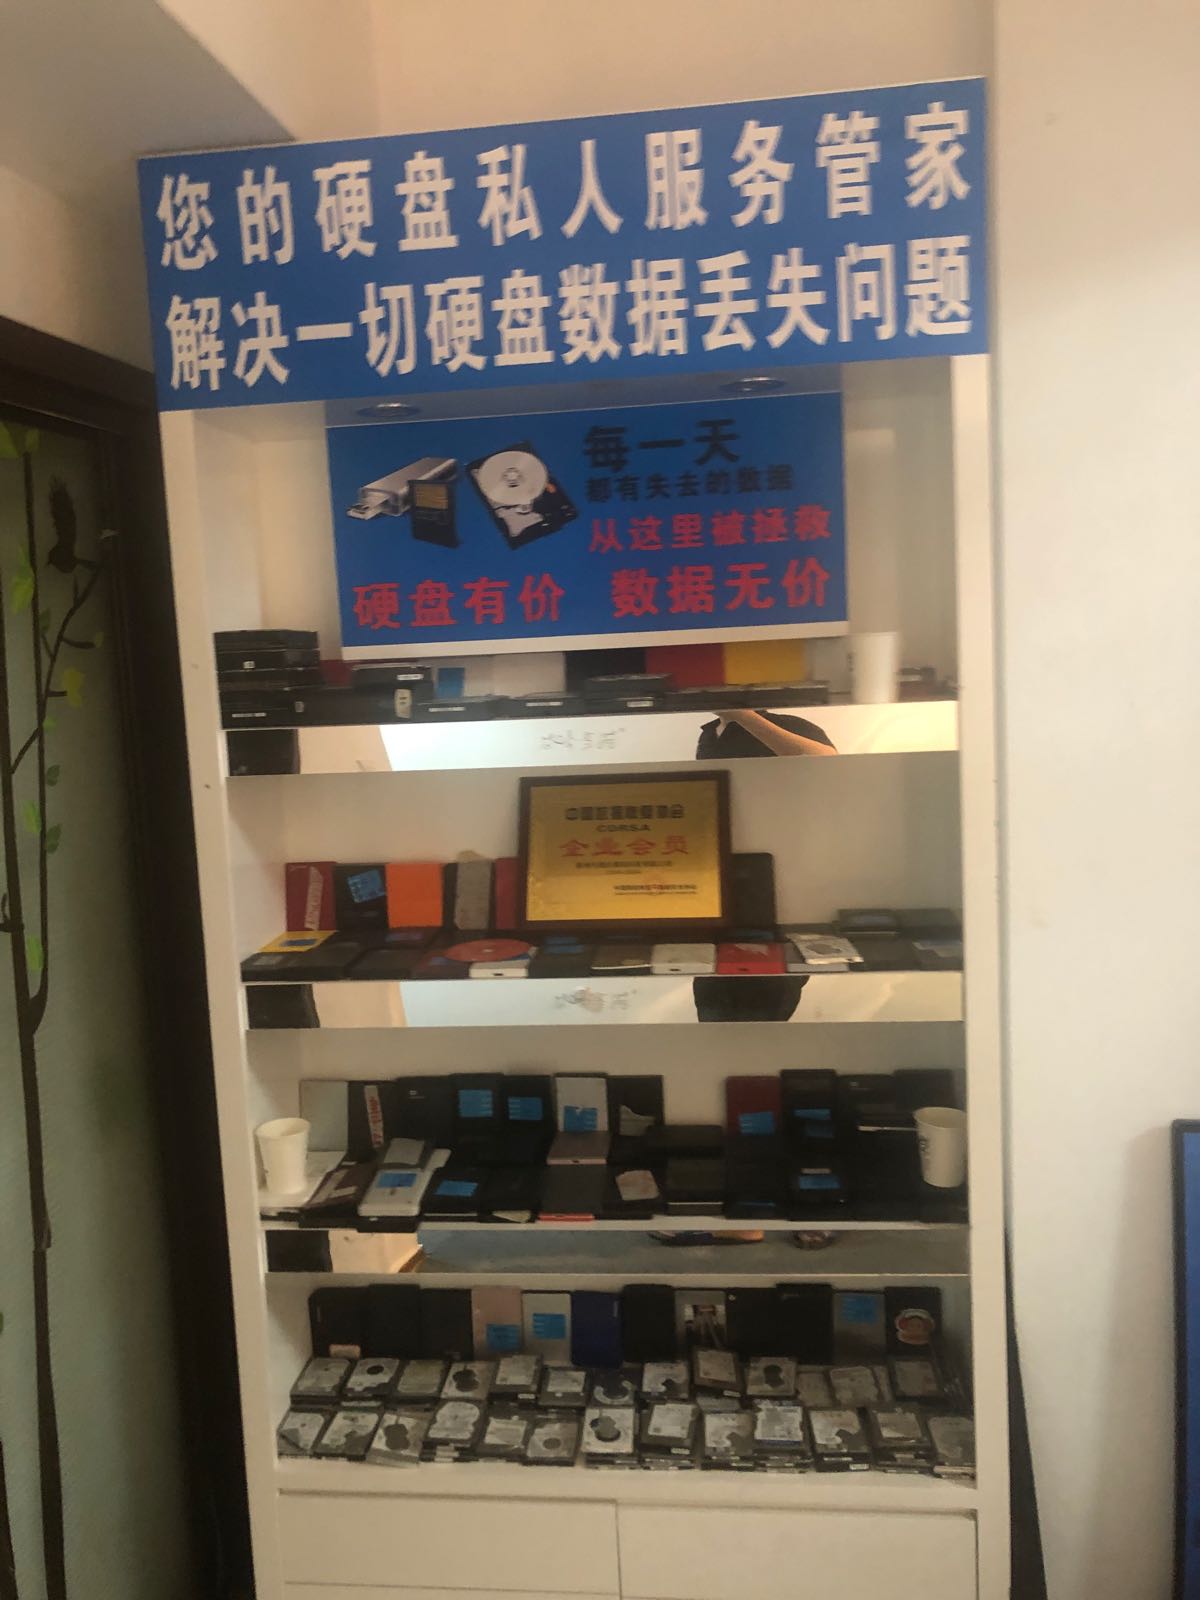 您的硬盘私人服务管家
解决一切硬盘数据丢失问题
每一天
都有失去的数据
从这里被拯救
硬盘有价 数据无价
企业会员